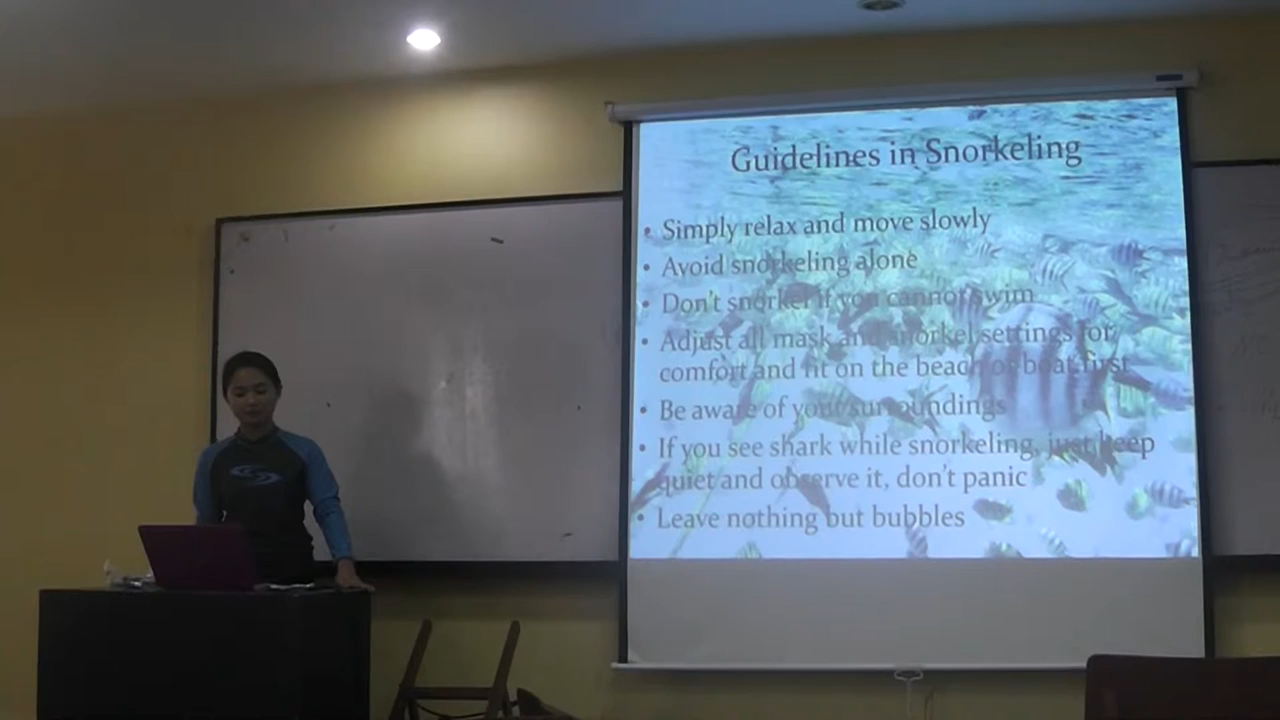 Guidelines in Snorkeling
• Simply relax and move slowly
• Avoid snorkeling alone
• Don't snorkel if you cannot swim
• Adjust all mask and snorkel settings for
comfort and fit on the beach or boat first
• Be aware of your surroundings
• If you see shark while snorkeling, just keep
quiet and observe it, don't panic
• Leave nothing but bubbles